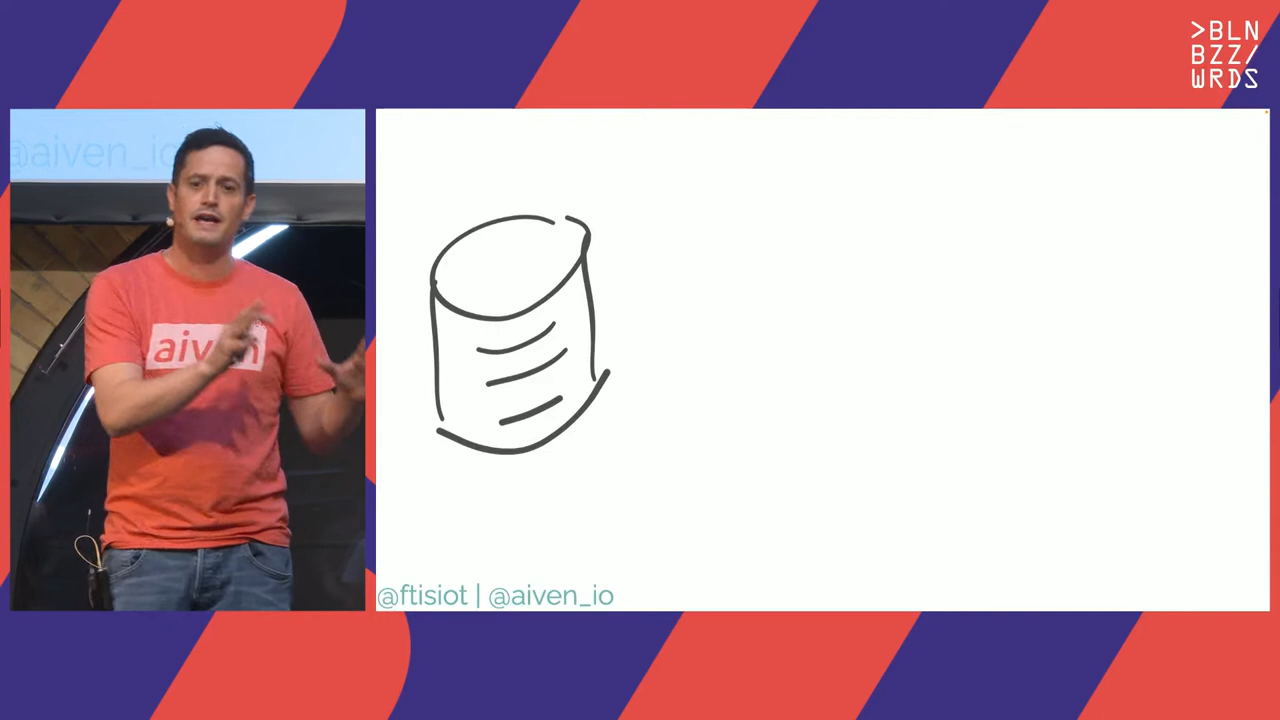 >BLN
BZZ/
WRDS
@aiven_io
aiven
@ftisiot | @aiven_io